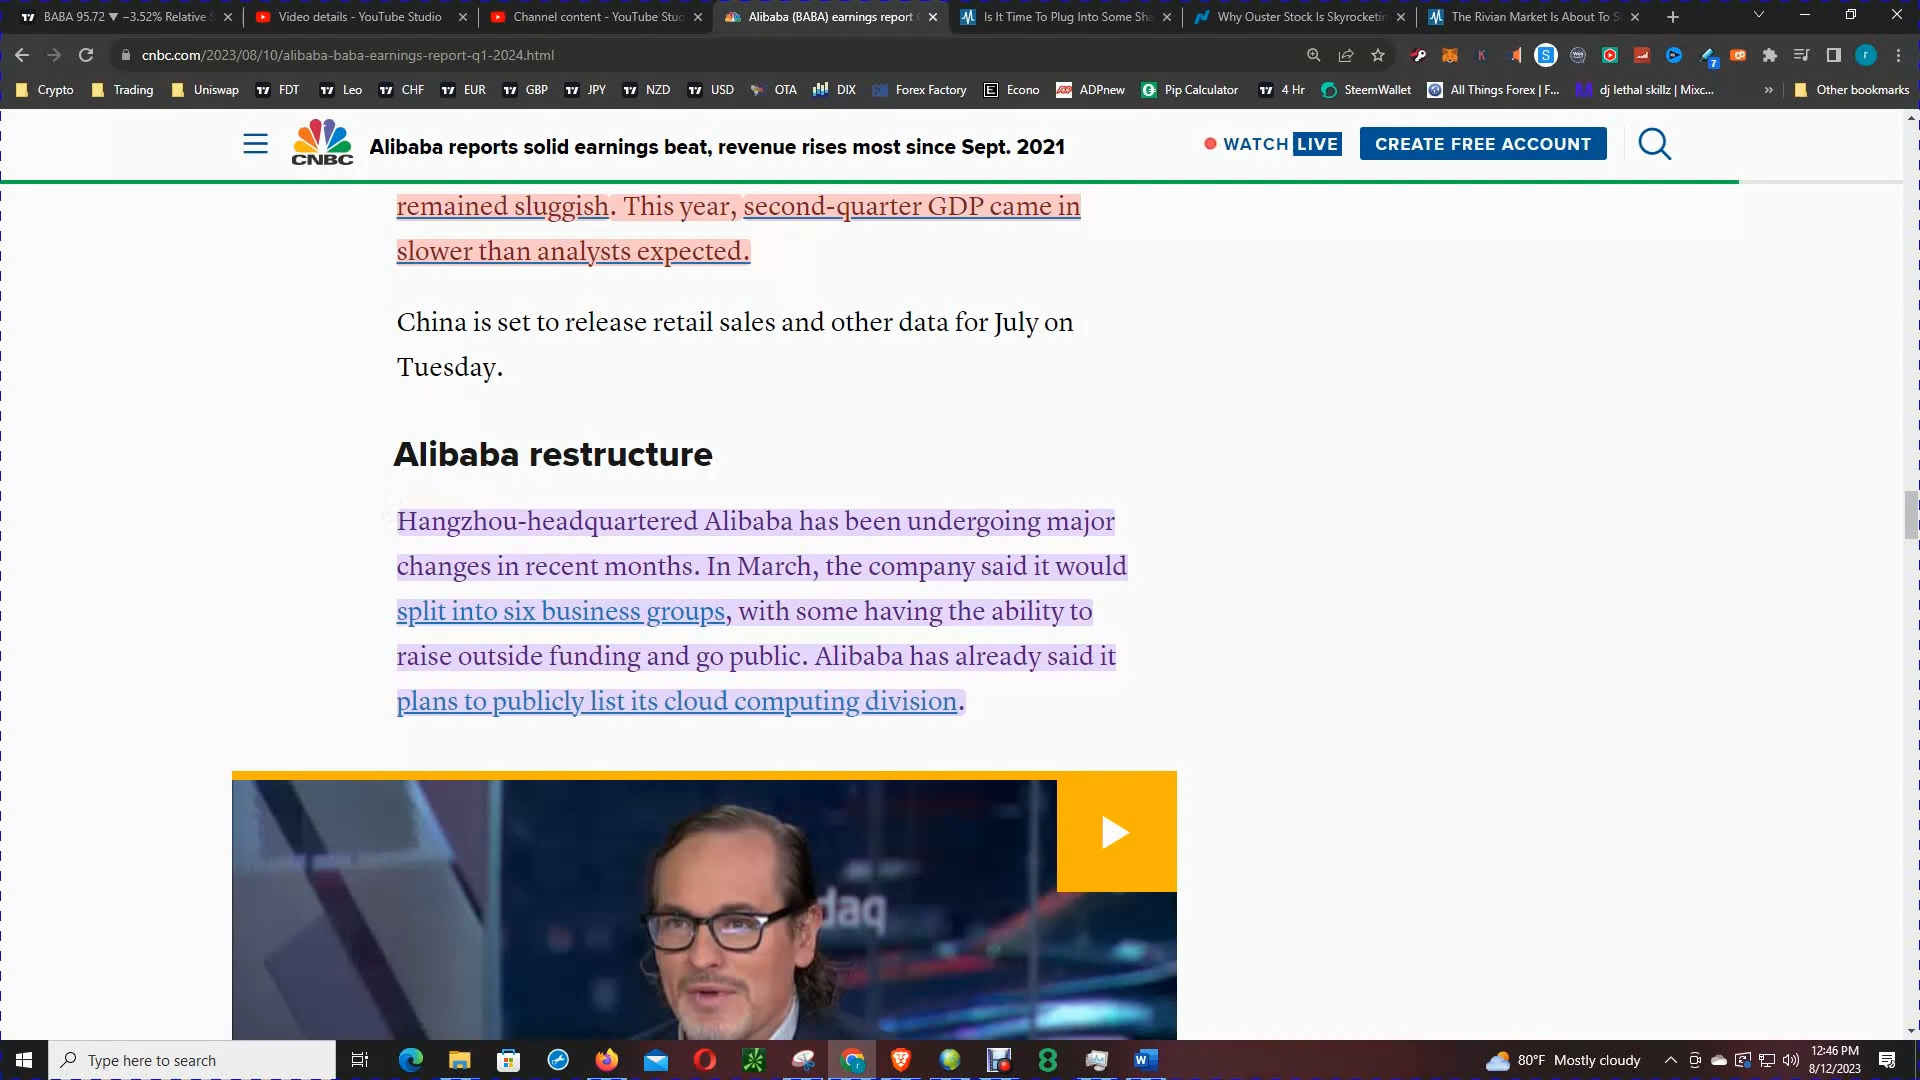 BABA 95.72 ▼ −3.52% Relative
Video details - YouTube Studio
Channel content - YouTube Stu
Alibaba (BABA) earnings report
Is It Time To Plug Into Some Sh
Why Ouster Stock Is Skyrocketin
The Rivian Market Is About To S
cnbc.com/2023/08/10/alibaba-baba-earnings-report-q1-2024.html
Crypto
Trading
Uniswap
FDT
Leo
CHF
EUR
GBP
JPY
NZD
USD
OTA
DIX
Forex Factory
Econo
ADPnew
Pip Calculator
4 Hr
SteemWallet
All Things Forex | F...
dj lethal skillz | Mixc...
»
Other bookmarks
CNBC
Alibaba reports solid earnings beat, revenue rises most since Sept. 2021
WATCH LIVE
CREATE FREE ACCOUNT
remained sluggish. This year, second-quarter GDP came in
slower than analysts expected.
China is set to release retail sales and other data for July on
Tuesday.
Alibaba restructure
Hangzhou-headquartered Alibaba has been undergoing major
changes in recent months. In March, the company said it would
split into six business groups, with some having the ability to
raise outside funding and go public. Alibaba has already said it
plans to publicly list its cloud computing division.
daq
Type here to search
80°F Mostly cloudy
12:46 PM
8/12/2023